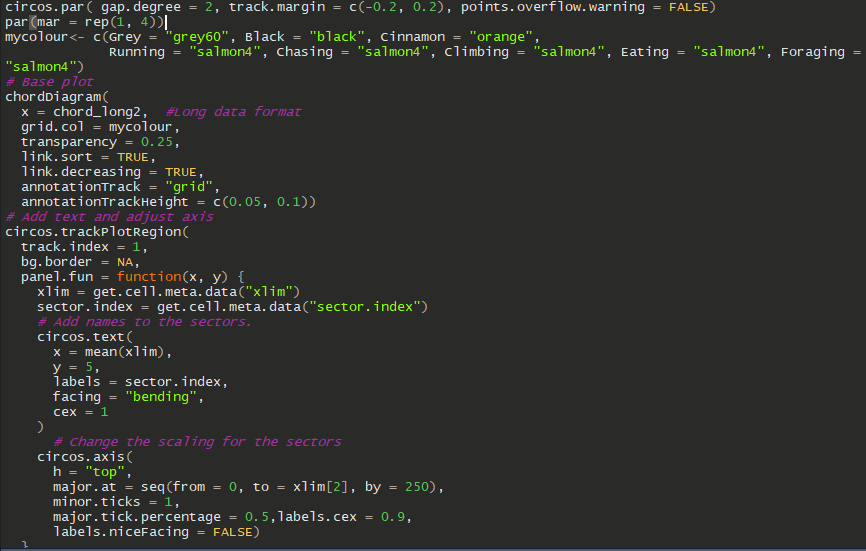 circos.par( gap.degree = 2, track.margin = c(-0.2, 0.2), points.overflow.warning = FALSE)
par(mar = rep(1, 4))
mycolour<- c(Grey = "grey60", Black = "black", Cinnamon = "orange",
             Running = "salmon4", Chasing = "salmon4", Climbing = "salmon4", Eating = "salmon4", Foraging =
"salmon4")
# Base plot
chordDiagram(
  x = chord_long2,  #Long data format
  grid.col = mycolour,
  transparency = 0.25,
  link.sort = TRUE,
  link.decreasing = TRUE,
  annotationTrack = "grid",
  annotationTrackHeight = c(0.05, 0.1))
# Add text and adjust axis
circos.trackPlotRegion(
  track.index = 1,
  bg.border = NA,
  panel.fun = function(x, y) {
    xlim = get.cell.meta.data("xlim")
    sector.index = get.cell.meta.data("sector.index")
    # Add names to the sectors.
    circos.text(
      x = mean(xlim),
      y = 5,
      labels = sector.index,
      facing = "bending",
      cex = 1
    )
      # Change the scaling for the sectors
    circos.axis(
      h = "top",
      major.at = seq(from = 0, to = xlim[2], by = 250),
      minor.ticks = 1,
      major.tick.percentage = 0.5,labels.cex = 0.9,
      labels.niceFacing = FALSE)
  }